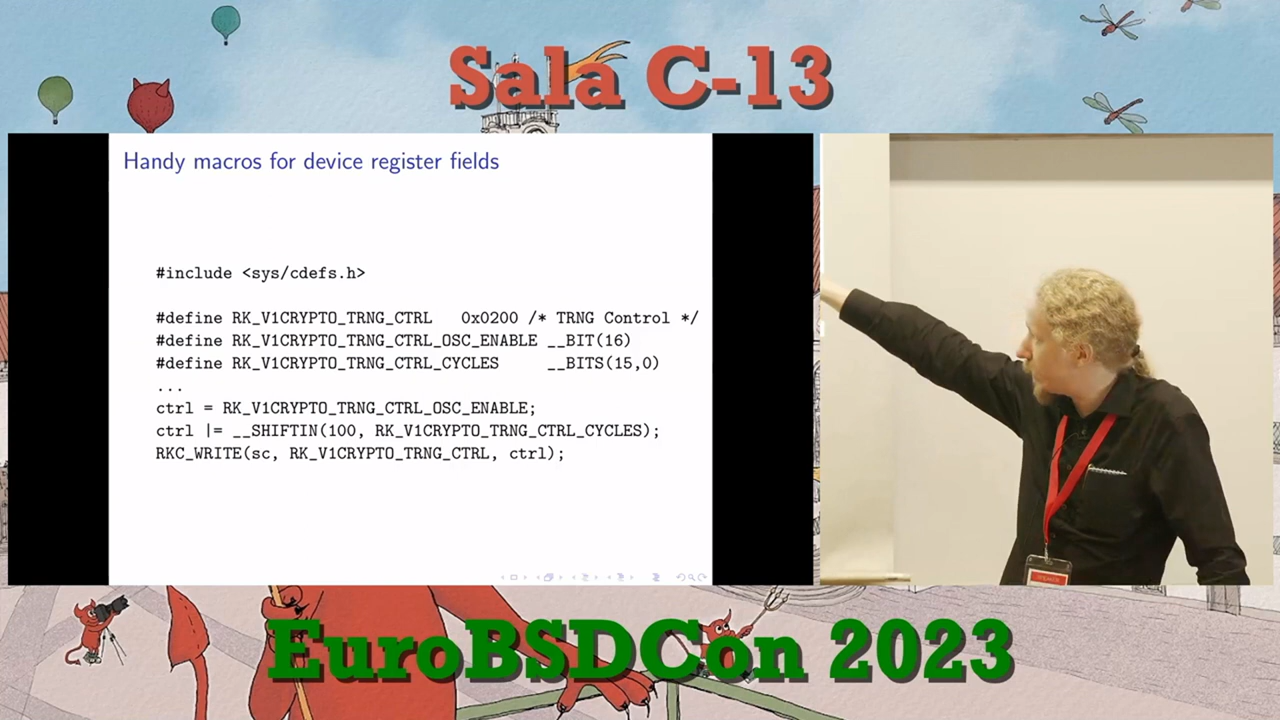 Sala C-13
Handy macros for device register fields
#include <sys/cdefs.h>
#define RK_V1CRYPTO_TRNG_CTRL 0x0200 /* TRNG Control */
#define RK_V1CRYPTO_TRNG_CTRL_OSC_ENABLE __BIT(16)
#define RK_V1CRYPTO_TRNG_CTRL_CYCLES __BITS(15,0)
...
ctrl = RK_V1CRYPTO_TRNG_CTRL_OSC_ENABLE;
ctrl |= __SHIFTIN(100, RK_V1CRYPTO_TRNG_CTRL_CYCLES);
RKC_WRITE(sc, RK_V1CRYPTO_TRNG_CTRL, ctrl);
EuroBSDCon 2023